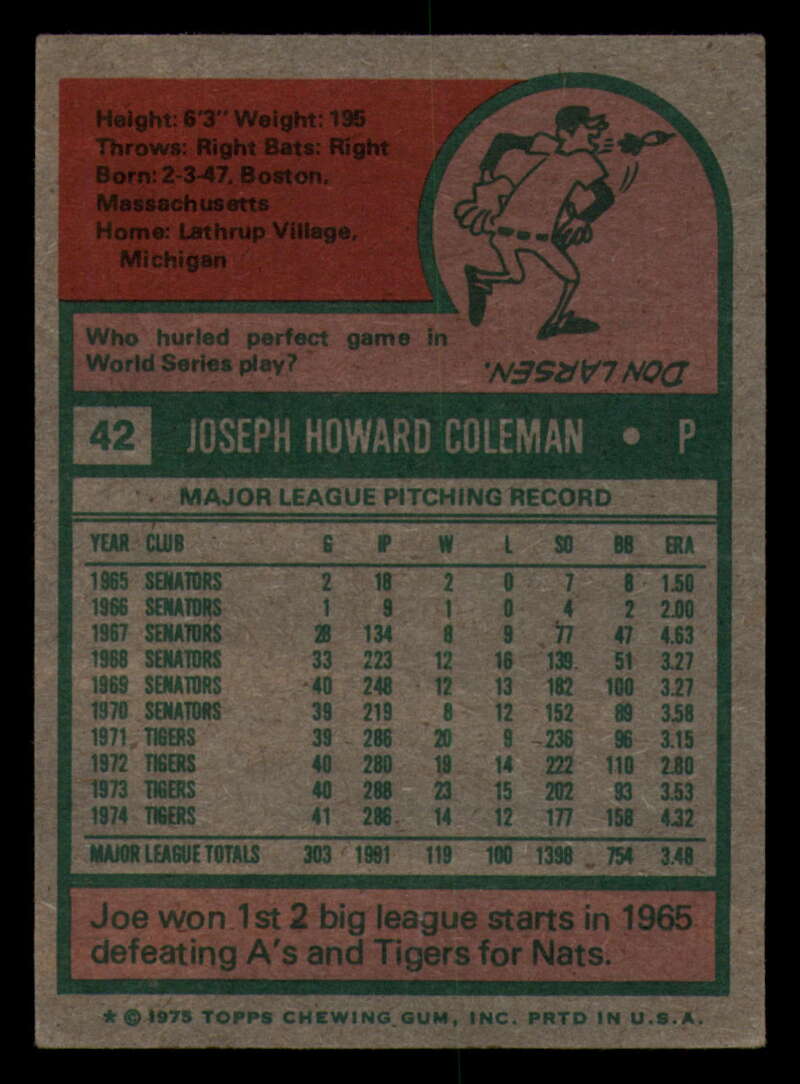 Height: 6'3" Weight: 195
Throws: Right Bats: Right
Born: 2-3-47, Boston,
Massachusetts
Home: Lathrup Village,
Michigan
Who hurled perfect game in
World Series play?
DON LARSEN.
42 JOSEPH HOWARD COLEMAN • P
MAJOR LEAGUE PITCHING RECORD
YEAR CLUB G IP W L SO BB ERA
1965 SENATORS 2 18 2 0 7 8 1.50
1966 SENATORS 1 9 1 0 4 2 2.00
1967 SENATORS 28 134 8 9 77 47 4.63
1968 SENATORS 33 223 12 16 139 51 3.27
1969 SENATORS 40 248 12 13 182 100 3.27
1970 SENATORS 39 219 8 12 152 89 3.58
1971 TIGERS 39 286 20 9 236 96 3.15
1972 TIGERS 40 280 19 14 222 110 2.80
1973 TIGERS 40 288 23 15 202 93 3.53
1974 TIGERS 41 286 14 12 177 158 4.32
MAJOR LEAGUE TOTALS 303 1991 119 100 1398 754 3.48
Joe won 1st 2 big league starts in 1965
defeating A's and Tigers for Nats.
* © 1975 TOPPS CHEWING GUM, INC. PRTD IN U.S.A.